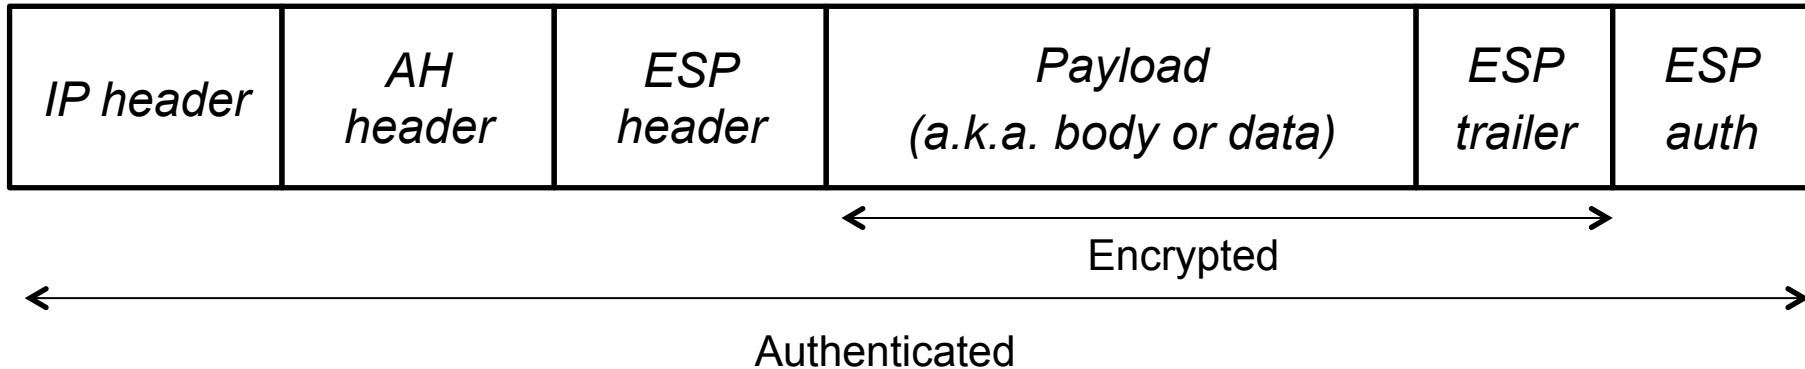 IP header
AH
header
ESP
header
Payload
(a.k.a. body or data)
ESP
trailer
ESP
auth
Encrypted
Authenticated